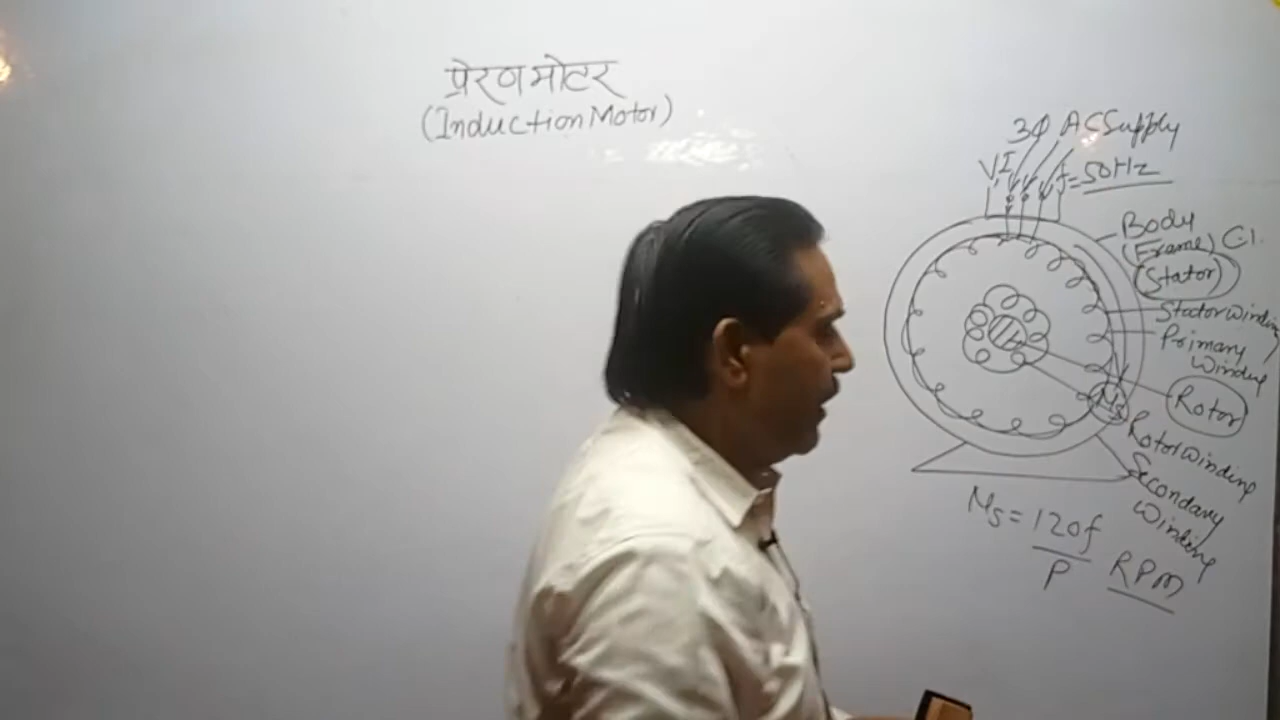 प्रेरण मोटर
(Induction Motor)
3Φ AC Supply
V, I
f = 50Hz
Body
(Frame) C.I.
(Stator)
Stator winding
Primary
Winding
Rotor
Ns
Rotor winding
Secondary
Winding
Ns = 120f
P
RPM